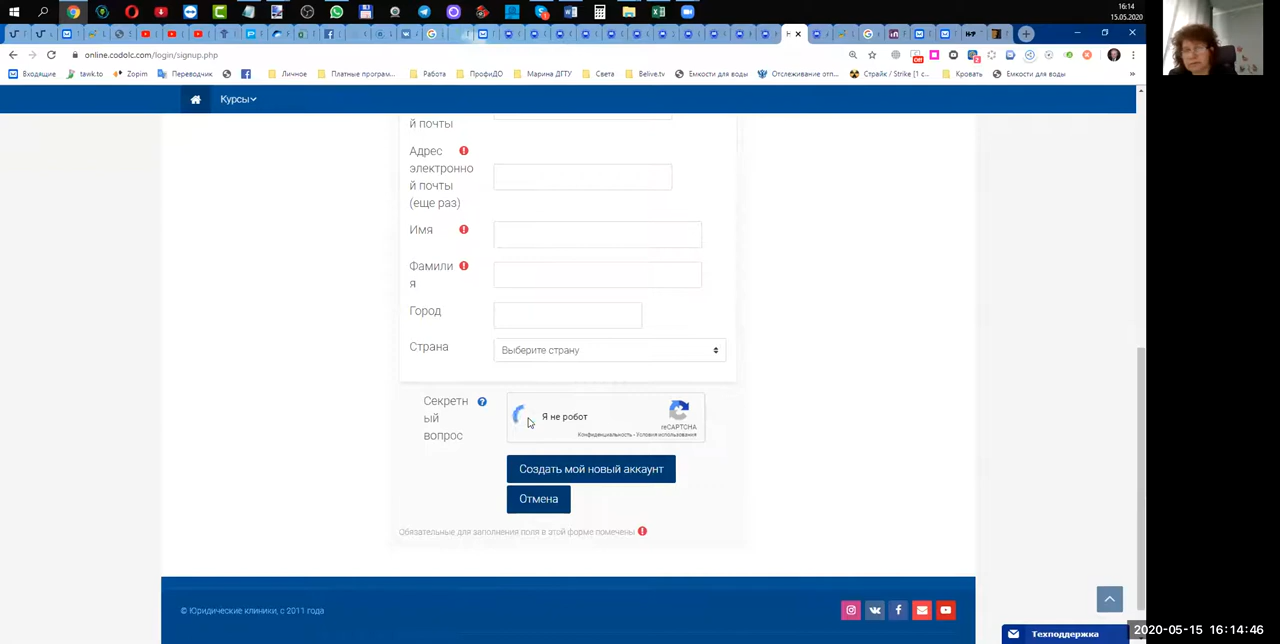 16:14
15.05.2020
online.codolc.com/login/signup.php
Входящие
tawk.to
Zopim
Переводчик
Личное
Платные програм...
Работа
ПрофиДО
Марина ДГТУ
Света
Belive.tv
Емкости для воды
Отслеживание отп...
Страйк / Strike [1 с...
Кровать
Емкости для воды
Курсы
й почты
Адрес
электронно
й почты
(еще раз)
Имя
Фамили
я
Город
Страна
Выберите страну
Секретн
ый
вопрос
Я не робот
reCAPTCHA
Конфиденциальность - Условия использования
Создать мой новый аккаунт
Отмена
Обязательные для заполнения поля в этой форме помечены
© Юридические клиники, с 2011 года
Техподдержка
2020-05-15 16:14:46